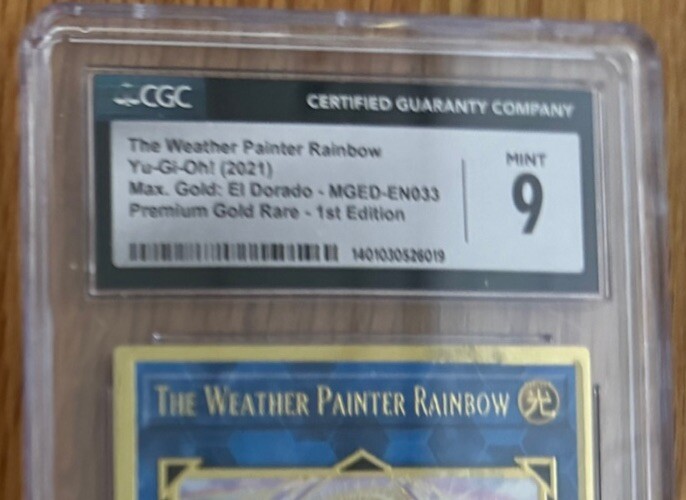 CGC
CERTIFIED GUARANTY COMPANY
The Weather Painter Rainbow
Yu-Gi-Oh! (2021)
Max. Gold: El Dorado - MGED-EN033
Premium Gold Rare - 1st Edition
MINT
9
1401030526019
THE WEATHER PAINTER RAINBOW 光